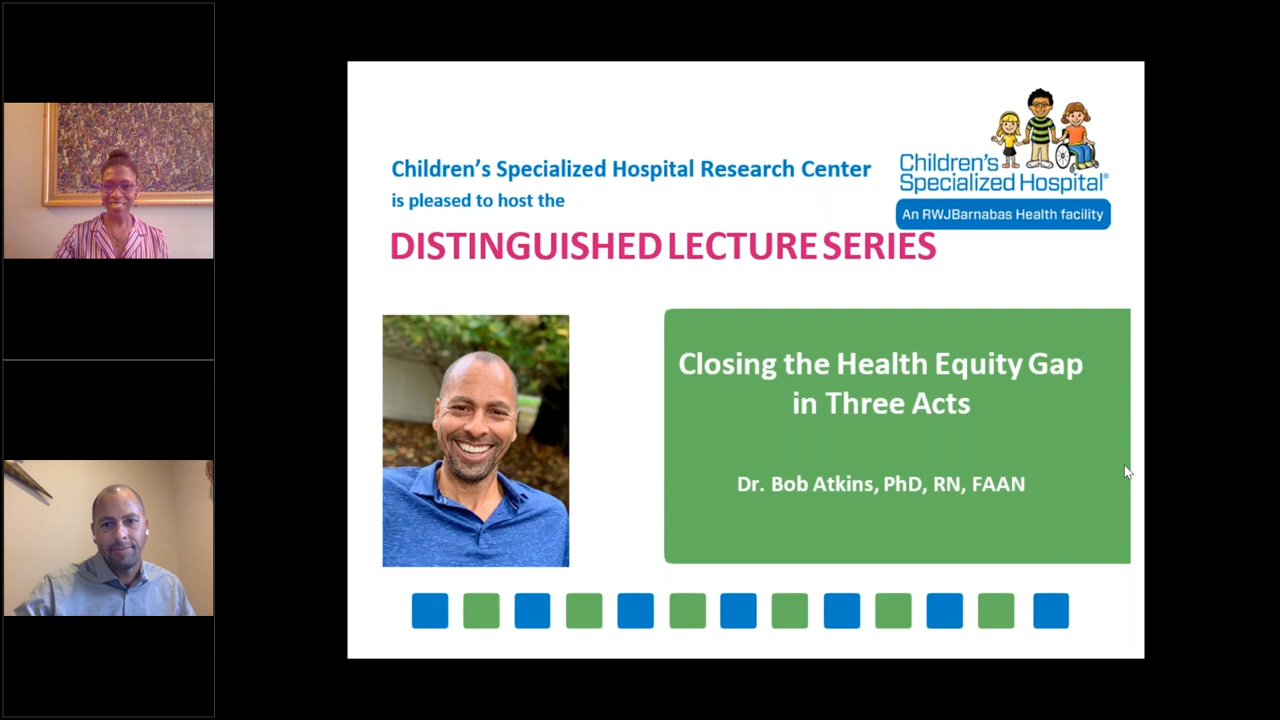 Children's Specialized Hospital Research Center
is pleased to host the
DISTINGUISHED LECTURE SERIES
Children's
Specialized Hospital®
An RWJBarnabas Health facility
Closing the Health Equity Gap
in Three Acts
Dr. Bob Atkins, PhD, RN, FAAN